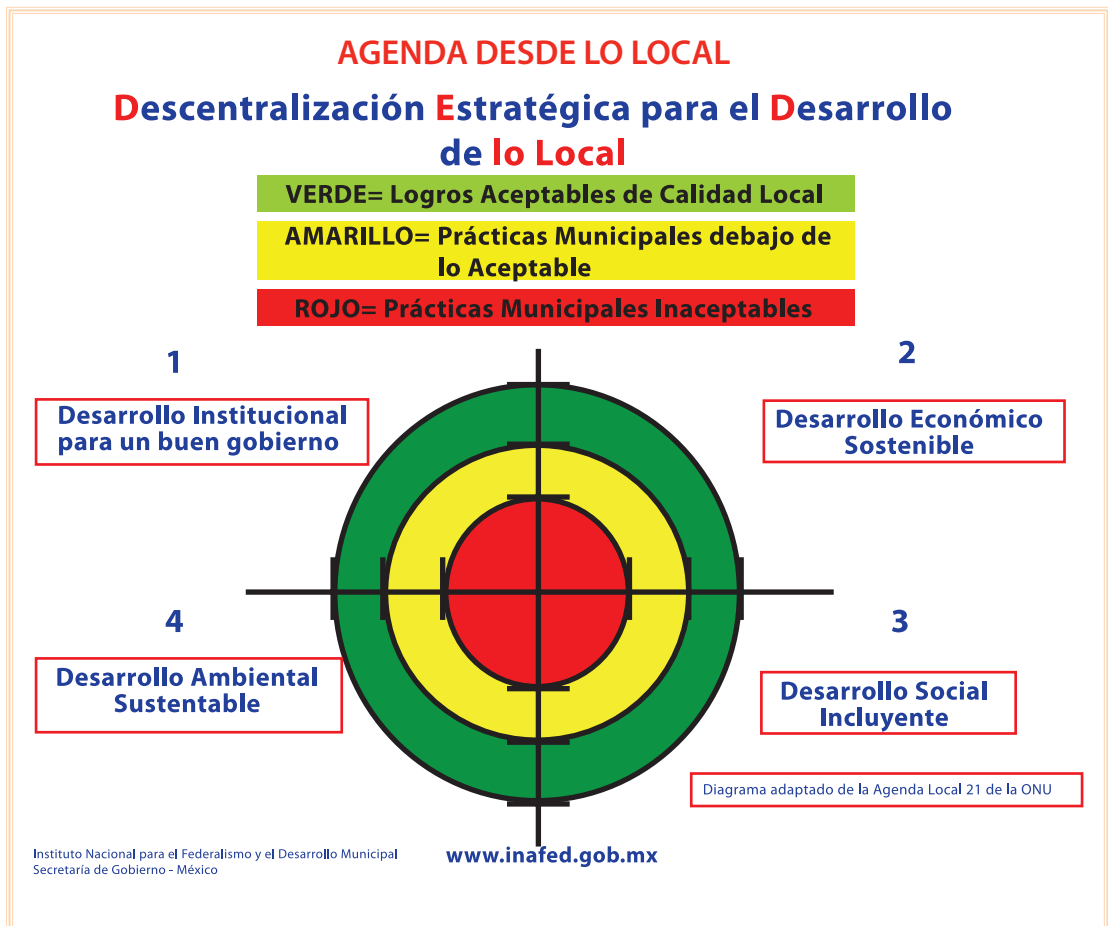 AGENDA DESDE LO LOCAL
Descentralización Estratégica para el Desarrollo
de lo Local
VERDE= Logros Aceptables de Calidad Local
AMARILLO= Prácticas Municipales debajo de
lo Aceptable
ROJO= Prácticas Municipales Inaceptables
1
Desarrollo Institucional
para un buen gobierno
2
Desarrollo Económico
Sostenible
4
Desarrollo Ambiental
Sustentable
3
Desarrollo Social
Incluyente
Diagrama adaptado de la Agenda Local 21 de la ONU
Instituto Nacional para el Federalismo y el Desarrollo Municipal
Secretaría de Gobierno - México
www.inafed.gob.mx